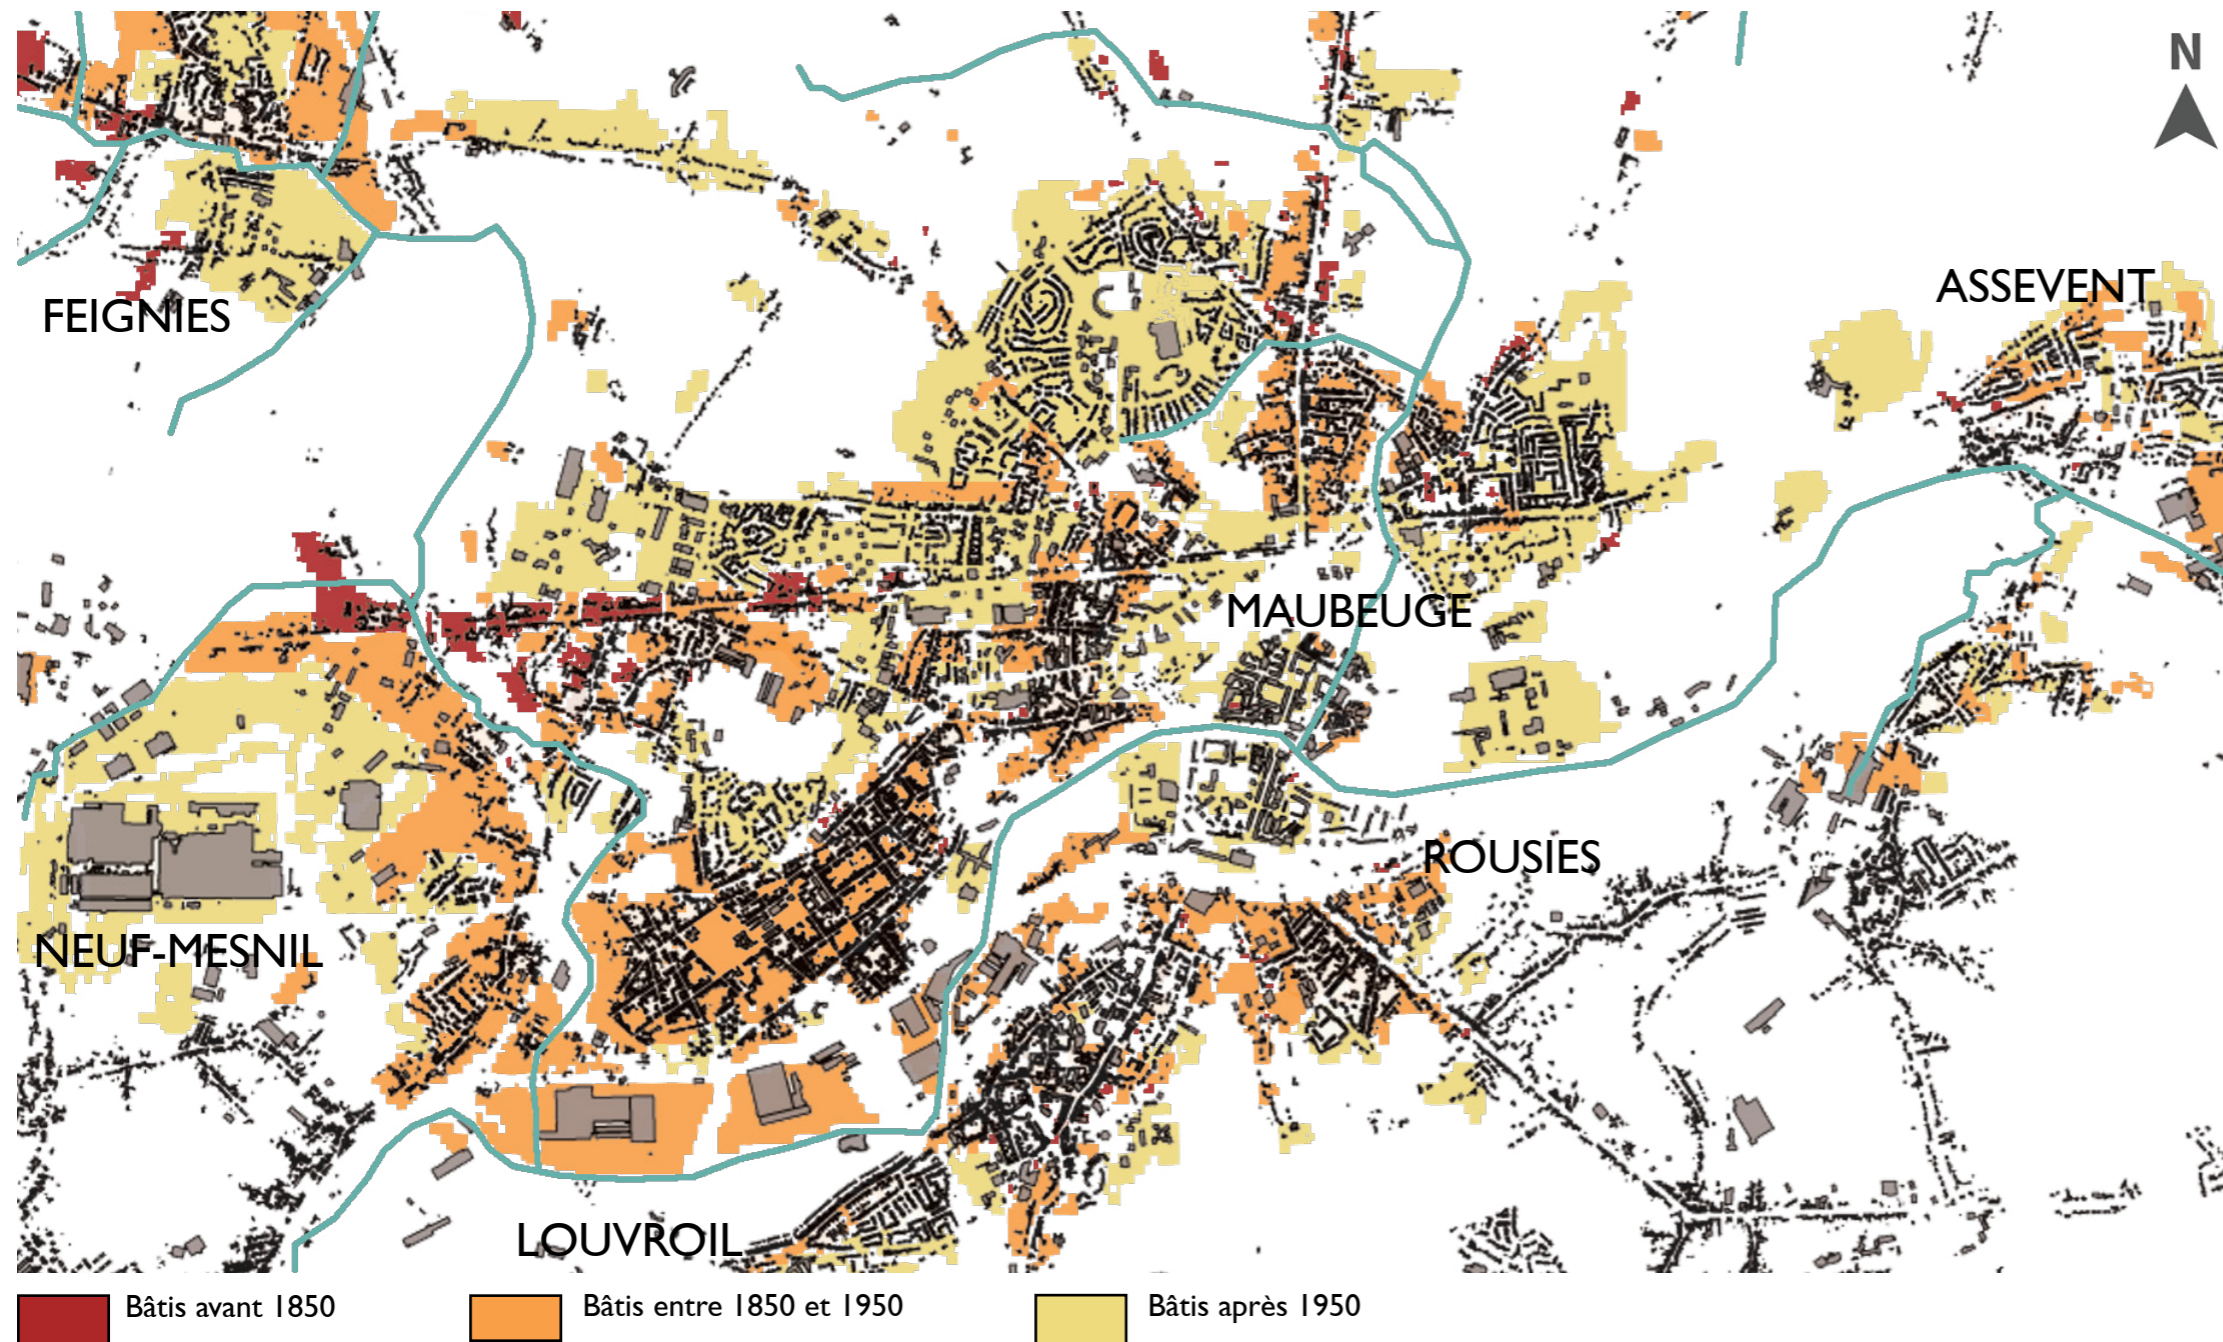 N
ASSEVENT
FEIGNIES
MAUBEUGE
ROUSIES
NEUF-MESNIL
LOUVROIL
Bâtis avant 1850
Bâtis entre 1850 et 1950
Bâtis après 1950